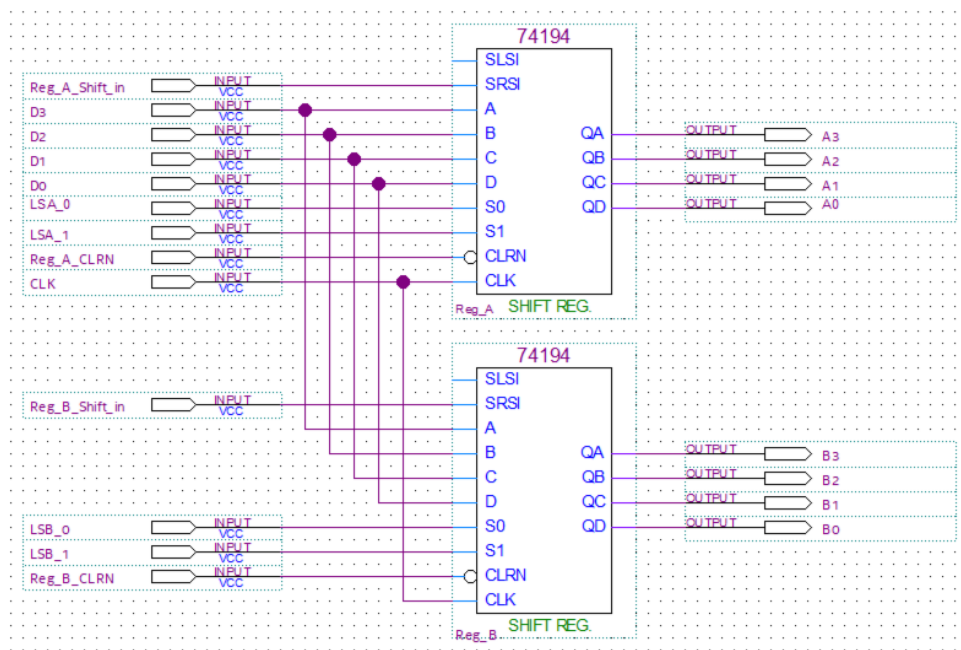 74194
SLSI
Reg_A_Shift_in INPUT VCC SRSI
D3 INPUT VCC A
D2 INPUT VCC B QA OUTPUT A3
D1 INPUT VCC C QB OUTPUT A2
D0 INPUT VCC D QC OUTPUT A1
LSA_0 INPUT VCC S0 QD OUTPUT A0
LSA_1 INPUT VCC S1
Reg_A_CLRN INPUT VCC CLRN
CLK INPUT VCC CLK
Reg_A SHIFT REG.
74194
SLSI
Reg_B_Shift_in INPUT VCC SRSI
A
B QA OUTPUT B3
C QB OUTPUT B2
D QC OUTPUT B1
LSB_0 INPUT VCC S0 QD OUTPUT B0
LSB_1 INPUT VCC S1
Reg_B_CLRN INPUT VCC CLRN
CLK
Reg_B SHIFT REG.